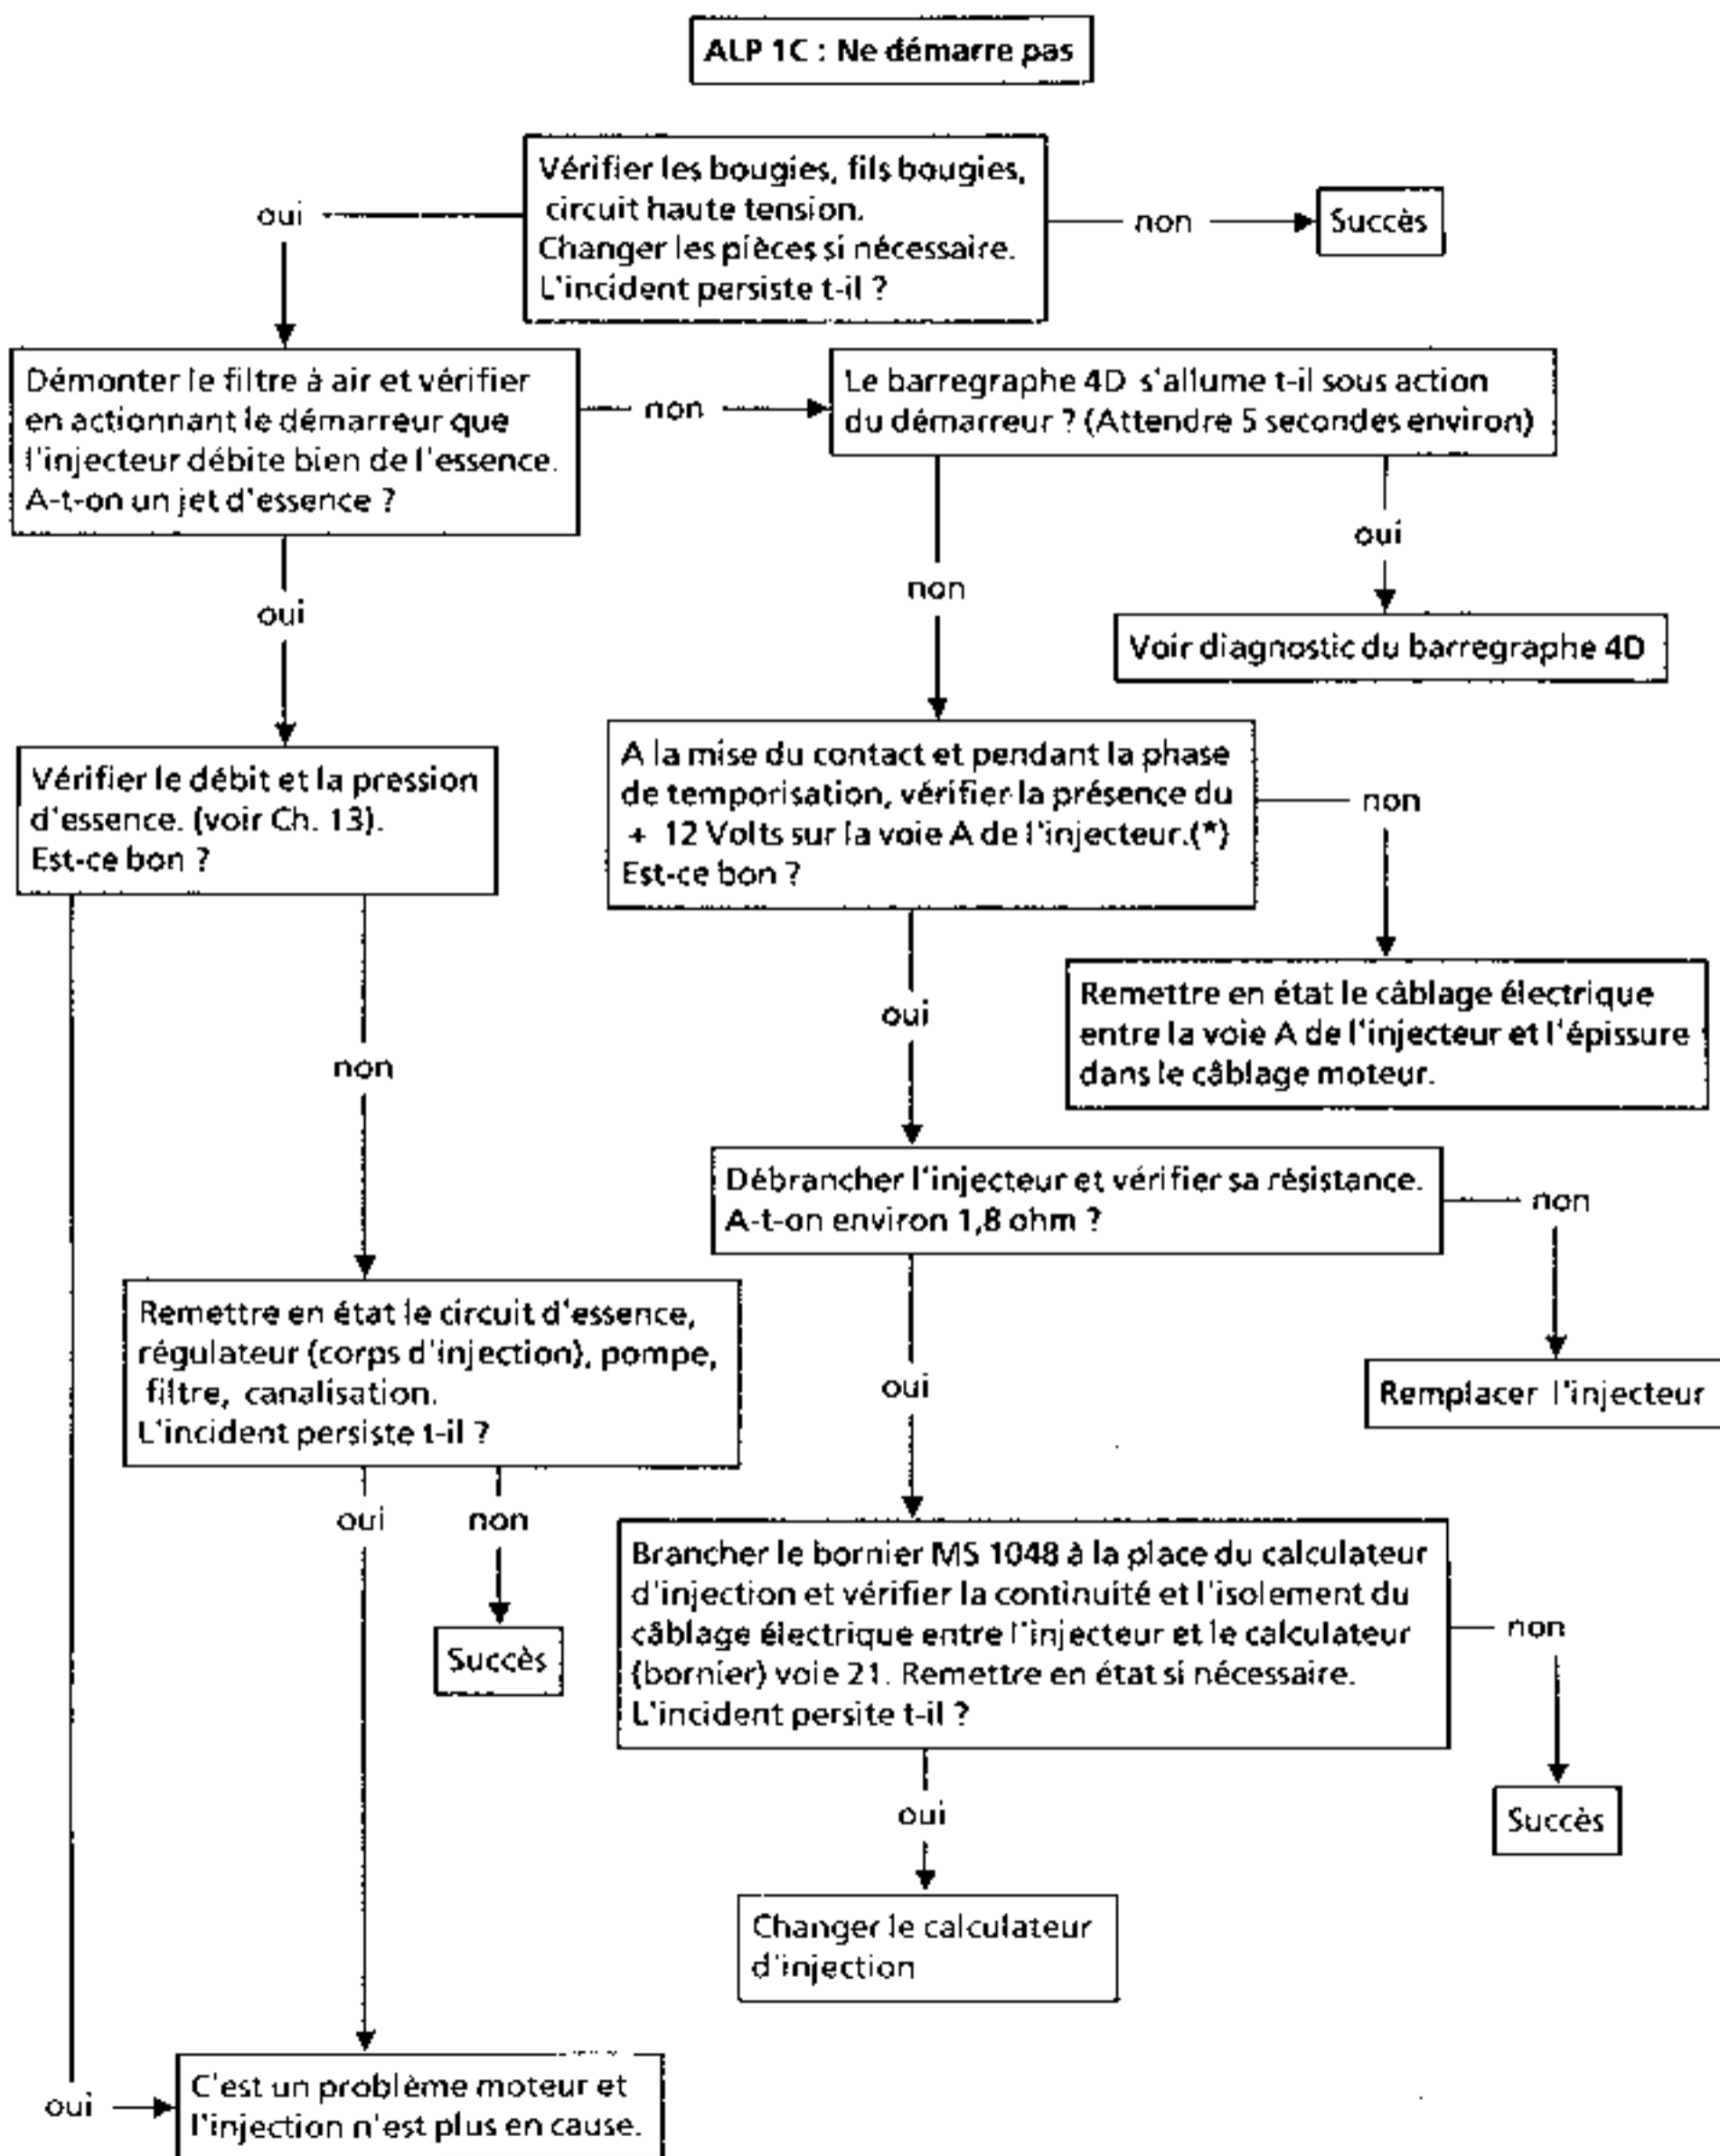 ALP 1C : Ne démarre pas
Vérifier les bougies, fils bougies,
circuit haute tension.
Changer les pièces si nécessaire.
L'incident persiste t-il ?
oui
non
Succès
Démonter le filtre à air et vérifier
en actionnant le démarreur que
l'injecteur débite bien de l'essence.
A-t-on un jet d'essence ?
non
Le barregraphe 4D s'allume t-il sous action
du démarreur ? (Attendre 5 secondes environ)
oui
non
oui
Voir diagnostic du barregraphe 4D
Vérifier le débit et la pression
d'essence. (voir Ch. 13).
Est-ce bon ?
A la mise du contact et pendant la phase
de temporisation, vérifier la présence du
+ 12 Volts sur la voie A de l'injecteur.(*)
Est-ce bon ?
non
Remettre en état le câblage électrique
entre la voie A de l'injecteur et l'épissure
dans le câblage moteur.
oui
non
Débrancher l'injecteur et vérifier sa résistance.
A-t-on environ 1,8 ohm ?
non
Remettre en état le circuit d'essence,
régulateur (corps d'injection), pompe,
filtre, canalisation.
L'incident persiste t-il ?
oui
Remplacer l'injecteur
oui
non
Succès
Brancher le bornier MS 1048 à la place du calculateur
d'injection et vérifier la continuité et l'isolement du
câblage électrique entre l'injecteur et le calculateur
(bornier) voie 21. Remettre en état si nécessaire.
L'incident persite t-il ?
non
Succès
oui
Changer le calculateur
d'injection
oui
C'est un problème moteur et
l'injection n'est plus en cause.